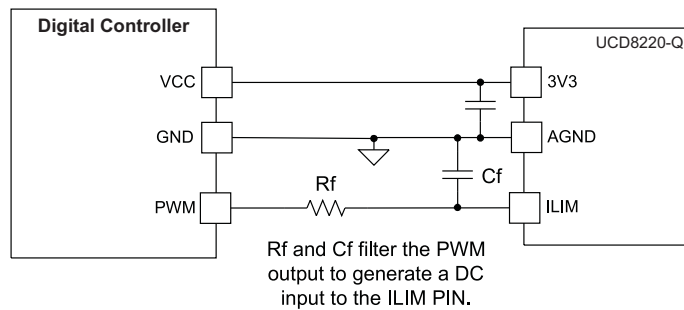 Digital Controller
UCD8220-Q
VCC
3V3
GND
AGND
Rf
Cf
PWM
ILIM
Rf and Cf filter the PWM
output to generate a DC
input to the ILIM PIN.